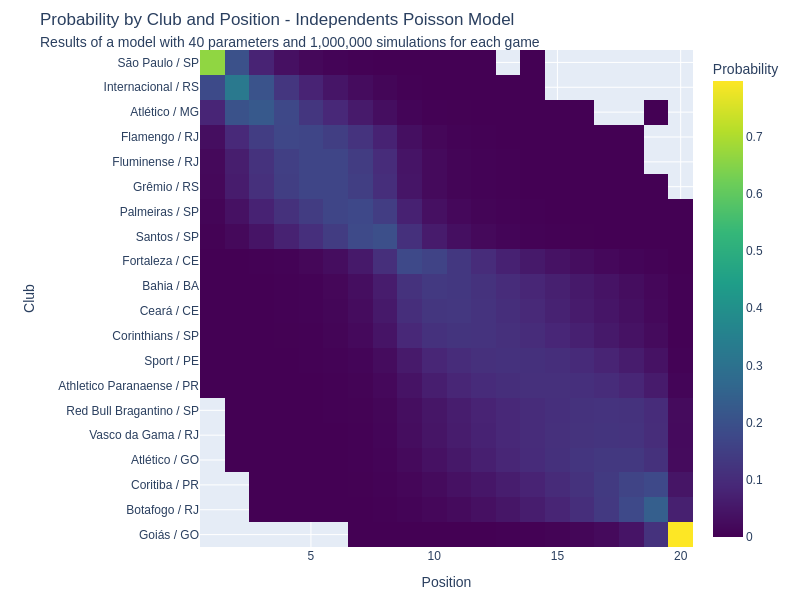 Probability by Club and Position - Independents Poisson Model
Results of a model with 40 parameters and 1,000,000 simulations for each game
São Paulo / SP
Internacional / RS
Atlético / MG
Flamengo / RJ
Fluminense / RJ
Grêmio / RS
Palmeiras / SP
Santos / SP
Fortaleza / CE
Bahia / BA
Ceará / CE
Corinthians / SP
Sport / PE
Athletico Paranaense / PR
Red Bull Bragantino / SP
Vasco da Gama / RJ
Atlético / GO
Coritiba / PR
Botafogo / RJ
Goiás / GO
Club
5
10
15
20
Position
Probability
0.7
0.6
0.5
0.4
0.3
0.2
0.1
0